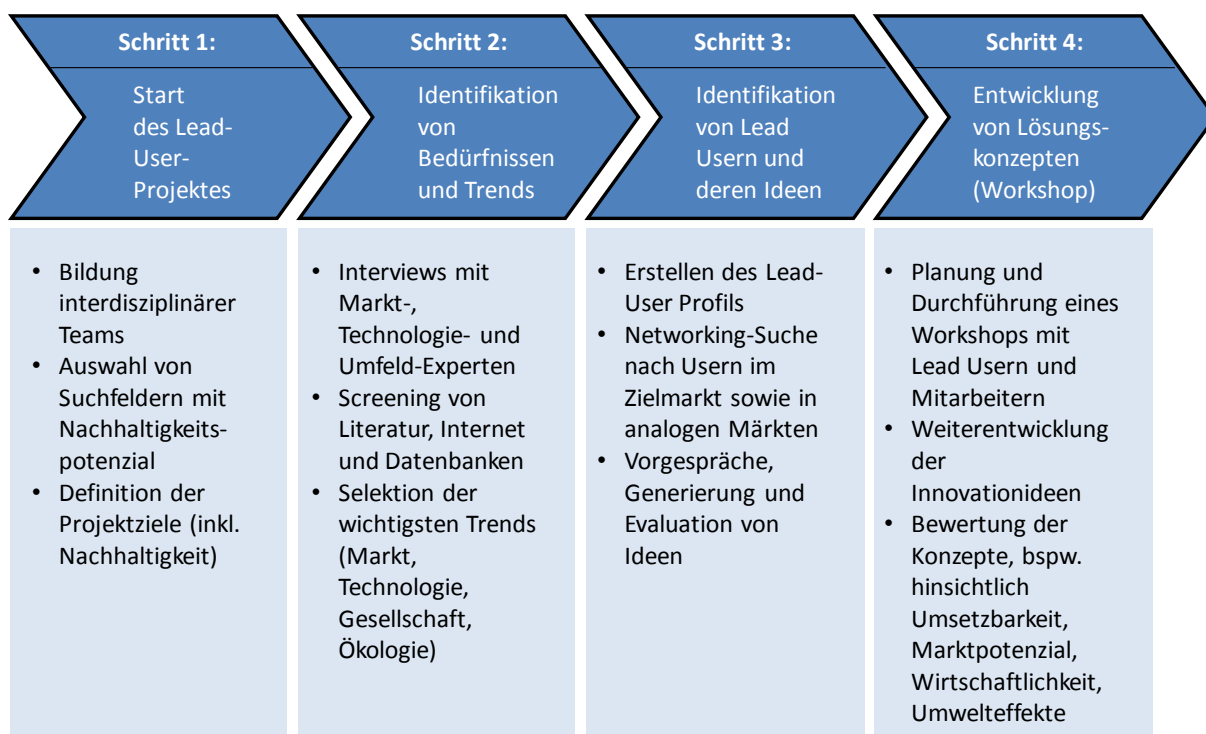 Schritt 1:
Start
des Lead-
User-
Projektes
Schritt 2:
Identifikation
von
Bedürfnissen
und Trends
Schritt 3:
Identifikation
von Lead
Usern und
deren Ideen
Schritt 4:
Entwicklung
von Lösungs-
konzepten
(Workshop)
• Bildung
interdisziplinärer
Teams
• Auswahl von
Suchfeldern mit
Nachhaltigkeits-
potenzial
• Definition der
Projektziele (inkl.
Nachhaltigkeit)
• Interviews mit
Markt-,
Technologie- und
Umfeld-Experten
• Screening von
Literatur, Internet
und Datenbanken
• Selektion der
wichtigsten Trends
(Markt,
Technologie,
Gesellschaft,
Ökologie)
• Erstellen des Lead-
User Profils
• Networking-Suche
nach Usern im
Zielmarkt sowie in
analogen Märkten
• Vorgespräche,
Generierung und
Evaluation von
Ideen
• Planung und
Durchführung eines
Workshops mit
Lead Usern und
Mitarbeitern
• Weiterentwicklung
der
Innovationideen
• Bewertung der
Konzepte, bspw.
hinsichtlich
Umsetzbarkeit,
Marktpotenzial,
Wirtschaftlichkeit,
Umwelteffekte